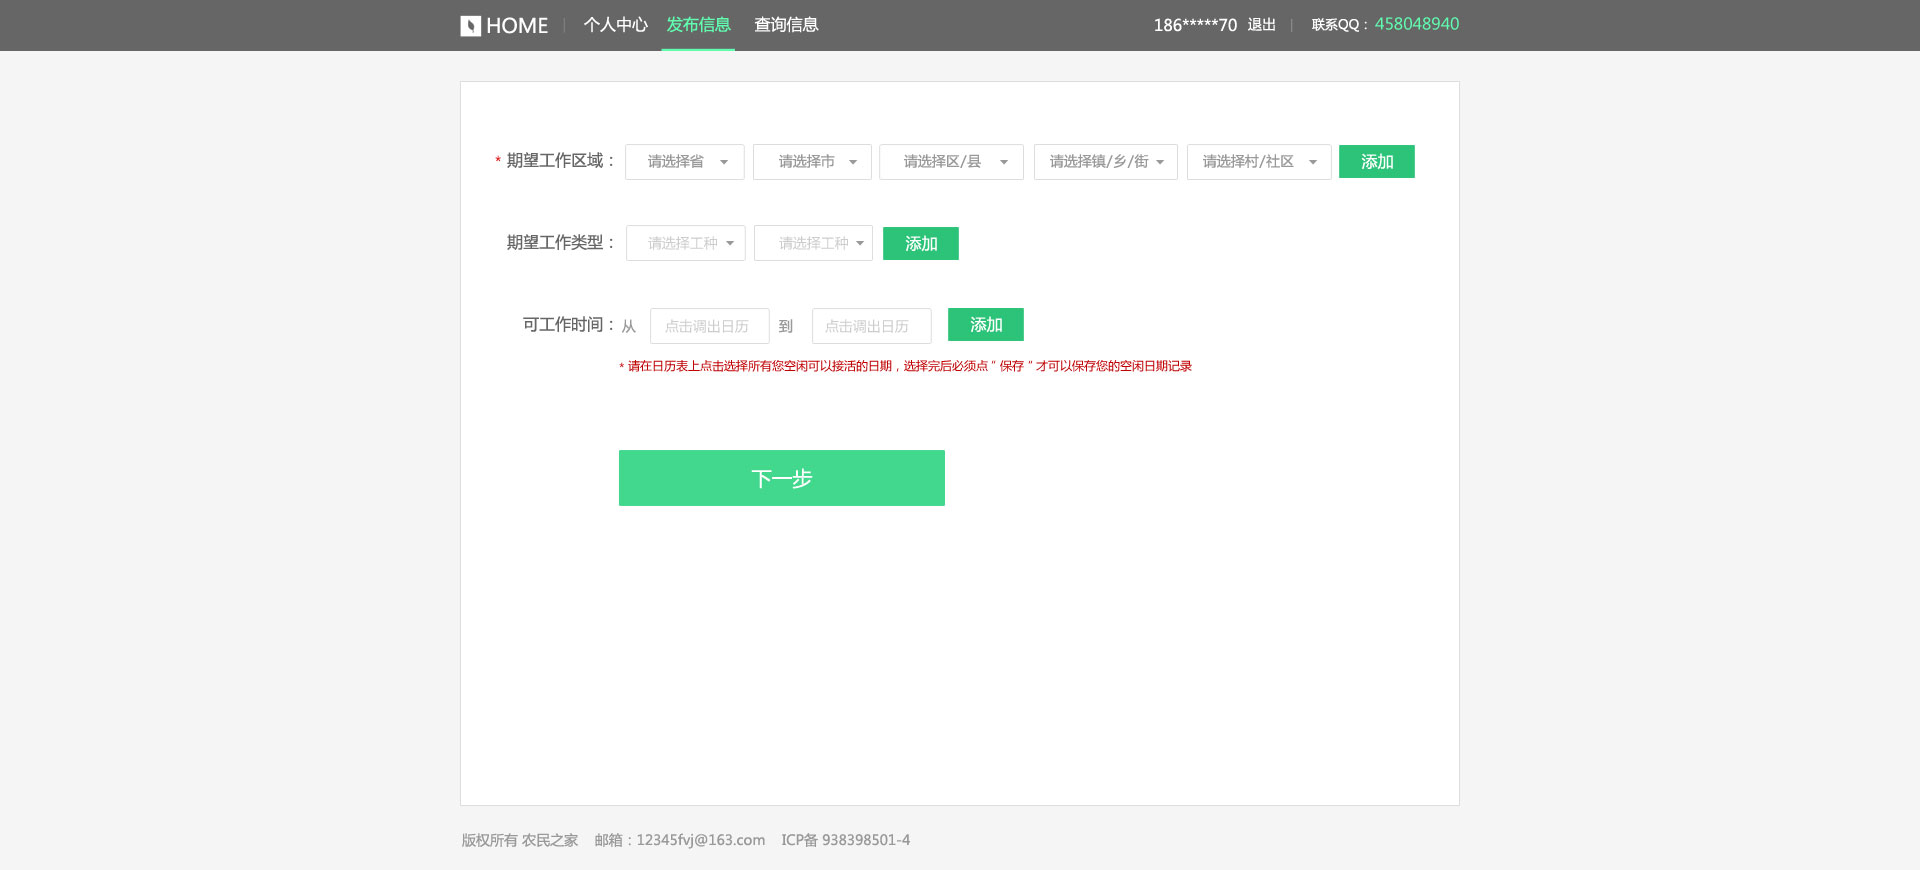 HOME | 个人中心 发布信息 查询信息 186*****70 退出 | 联系QQ：458048940
* 期望工作区域： 请选择省 请选择市 请选择区/县 请选择镇/乡/街 请选择村/社区 添加
期望工作类型： 请选择工种 请选择工种 添加
可工作时间： 从 点击调出日历 到 点击调出日历 添加
* 请在日历表上点击选择所有您空闲可以接活的日期，选择完后必须点“保存”才可以保存您的空闲日期记录
下一步
版权所有 农民之家 邮箱：12345fvj@163.com ICP备 938398501-4